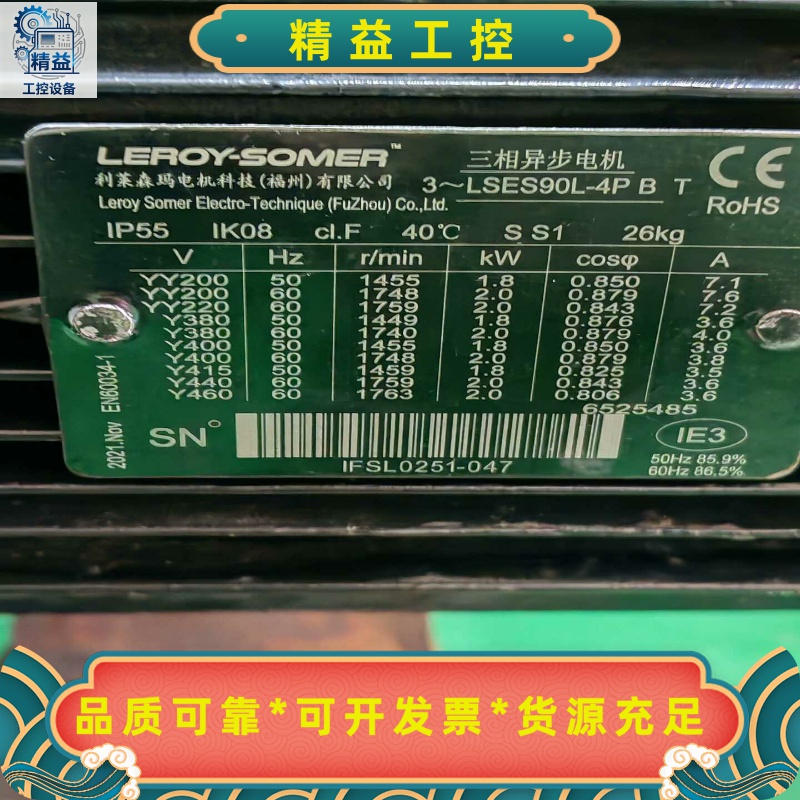 精益
工控设备
精益工控
LEROY-SOMER™
三相异步电机
CE
利莱森玛电机科技(福州)有限公司
3～LSES90L-4P B T
Leroy Somer Electro-Technique (FuZhou) Co.,Ltd.
RoHS
IP55 IK08 cl.F 40℃ S S1 26kg
V Hz r/min kW cosφ A
YY200 50 1455 1.8 0.850 7.1
YY200 60 1748 2.0 0.879 7.6
YY220 60 1759 2.0 0.843 7.2
Y380 50 1449 1.8 0.876 3.6
Y380 60 1740 2.0 0.879 4.0
Y400 50 1455 1.8 0.850 3.6
Y400 60 1748 2.0 0.879 3.8
Y415 50 1459 1.8 0.825 3.5
Y440 60 1759 2.0 0.843 3.6
Y460 60 1763 2.0 0.806 3.6
6525485
2021.Nov EN60034-1
SN°
IFSL0251-047
IE3
50Hz 85.9%
60Hz 86.5%
品质可靠*可开发票*货源充足